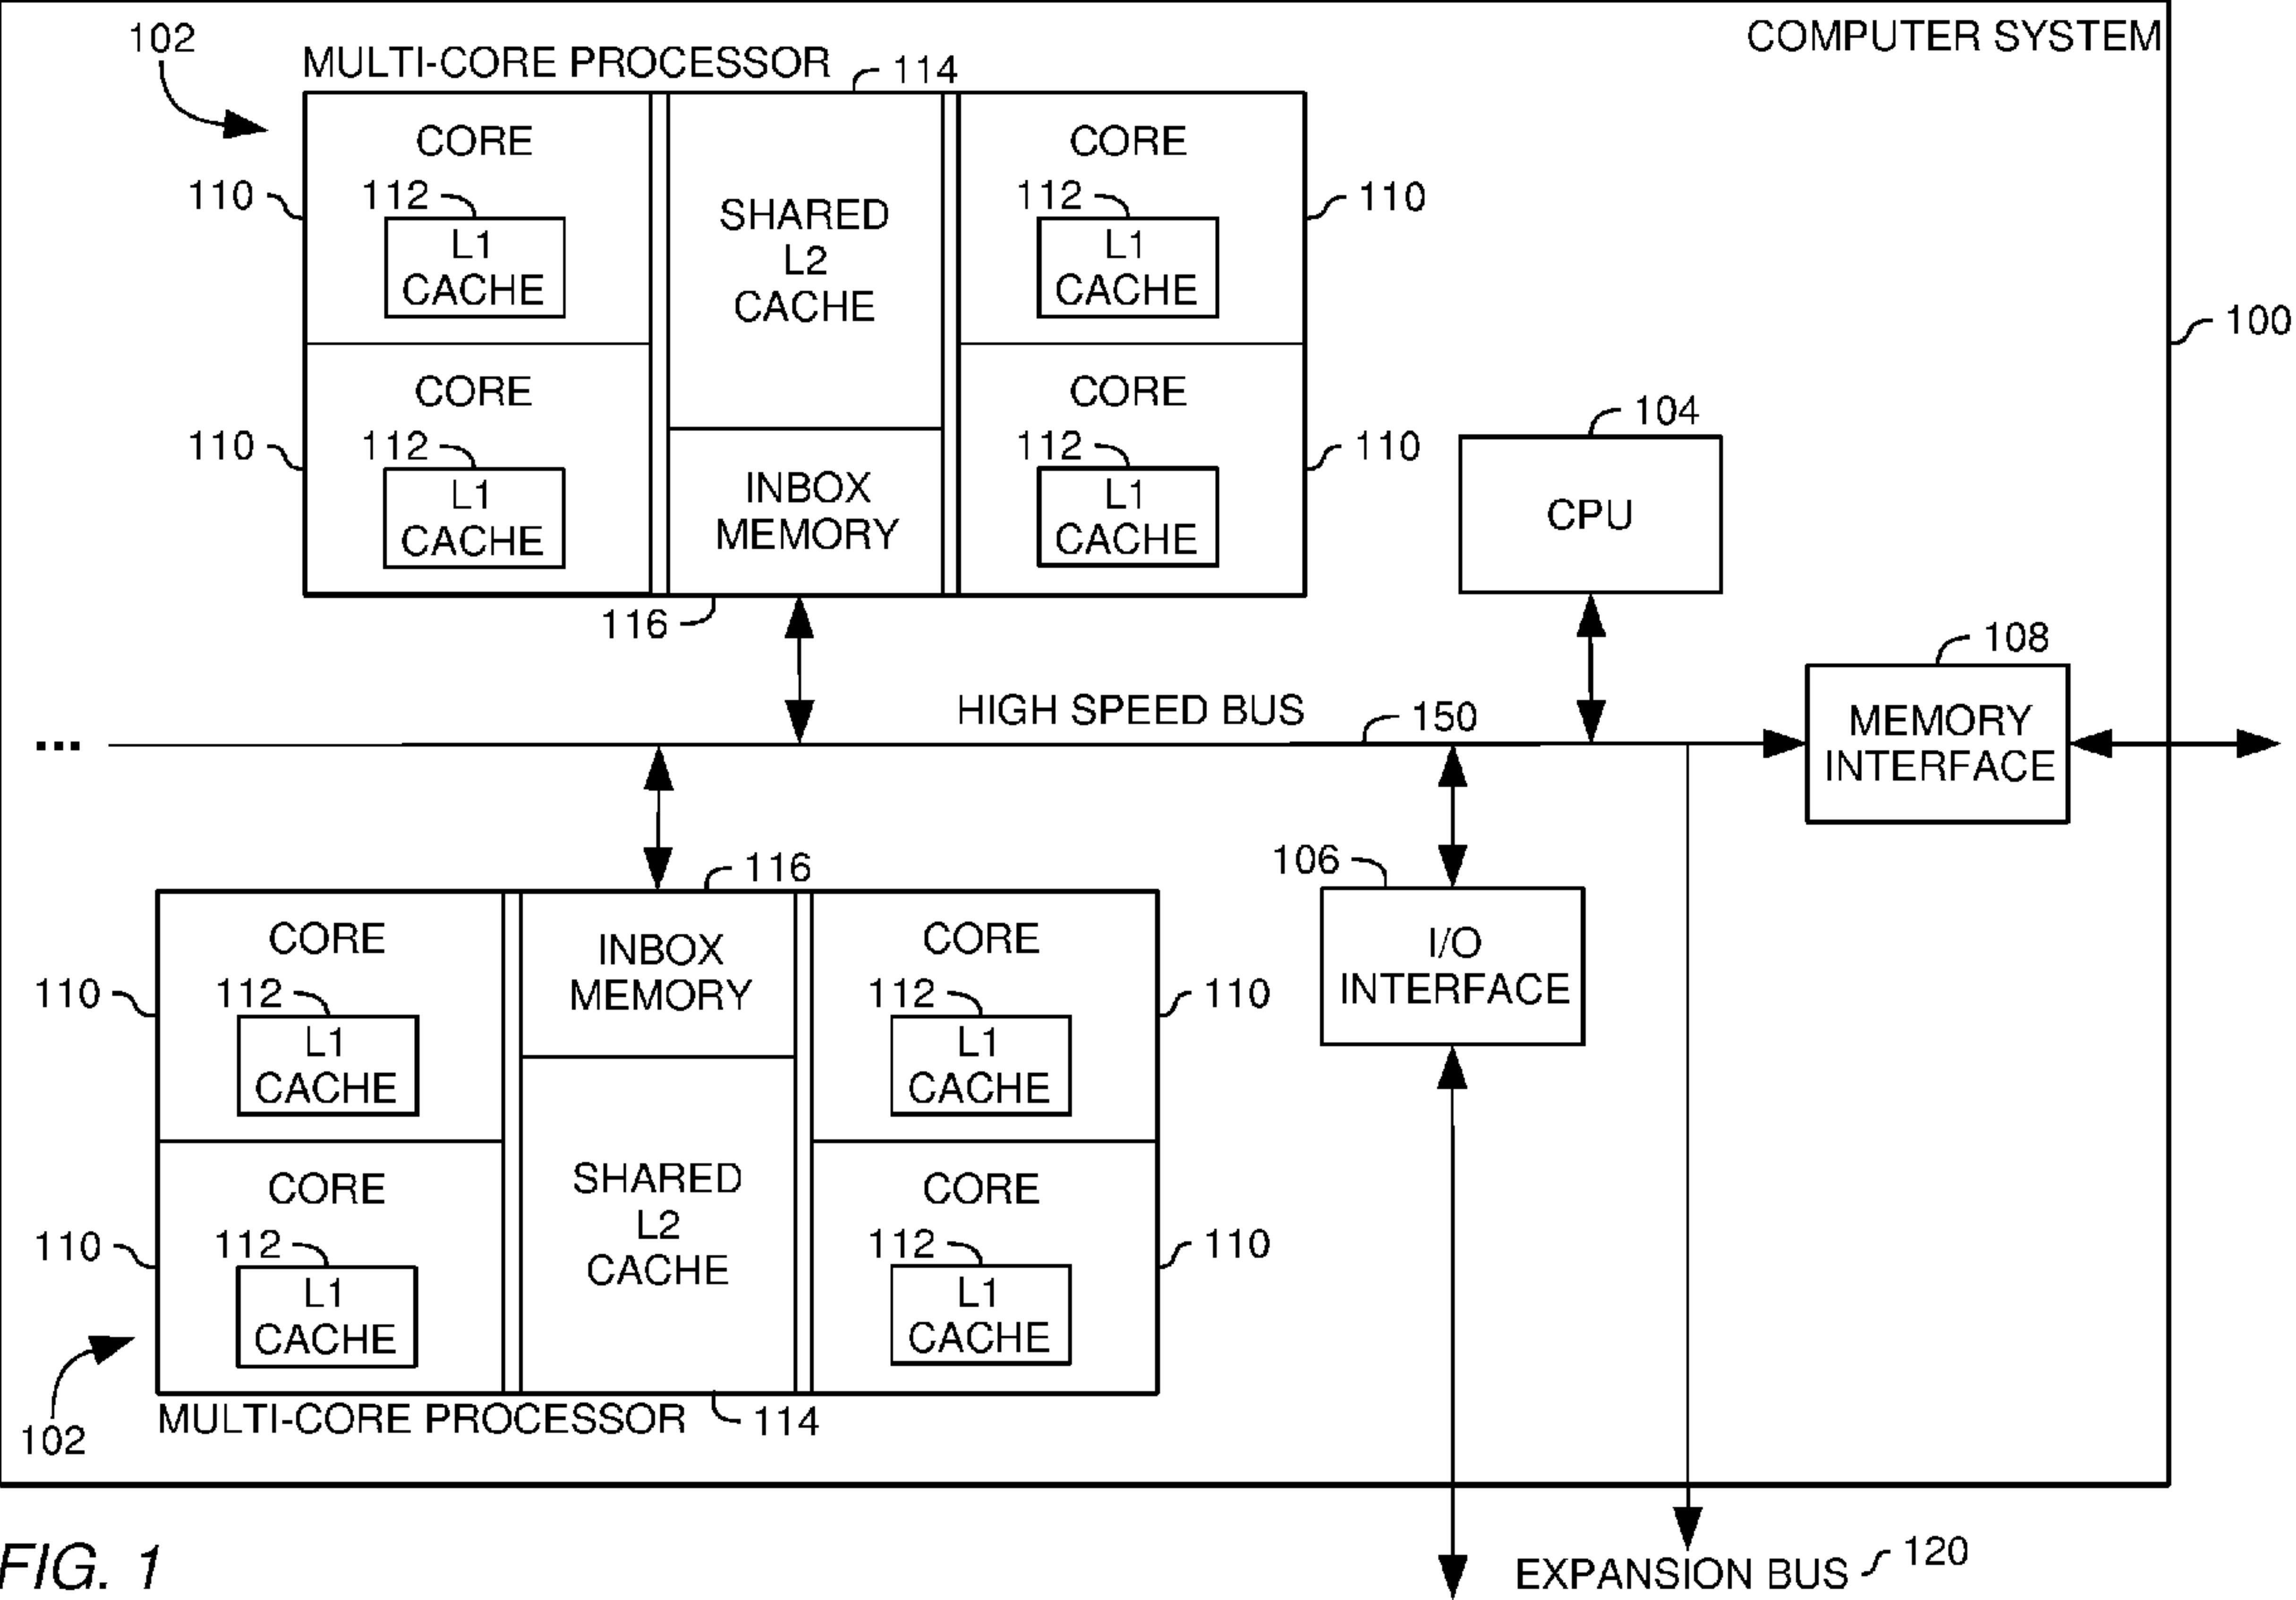 102
MULTI-CORE PROCESSOR
114
COMPUTER SYSTEM
CORE
CORE
110
112
L1
CACHE
SHARED
L2
CACHE
112
L1
CACHE
110
100
CORE
CORE
110
112
L1
CACHE
INBOX
MEMORY
112
L1
CACHE
110
104
CPU
116
108
MEMORY
INTERFACE
HIGH SPEED BUS
150
...
116
106
I/O
INTERFACE
CORE
INBOX
MEMORY
CORE
110
112
L1
CACHE
112
L1
CACHE
110
CORE
SHARED
L2
CACHE
CORE
110
112
L1
CACHE
112
L1
CACHE
110
102
MULTI-CORE PROCESSOR
114
FIG. 1
EXPANSION BUS
120